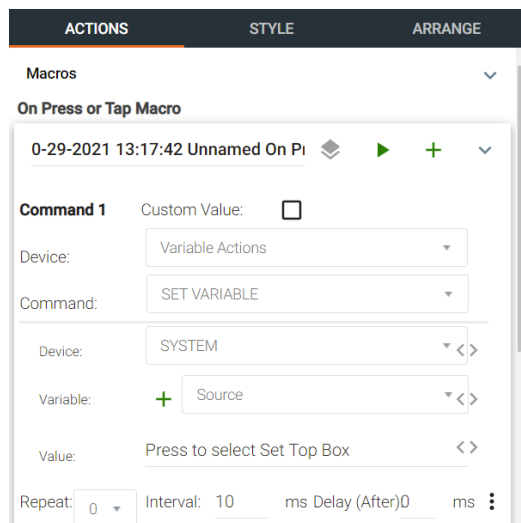 ACTIONS STYLE ARRANGE
Macros
On Press or Tap Macro
0-29-2021 13:17:42 Unnamed On
Command 1 Custom Value:
Device: Variable Actions
Command: SET VARIABLE
Device: SYSTEM
Variable: Source
Value: Press to select Set Top Box
Repeat: 0 Interval: 10 ms Delay (After): 0 ms